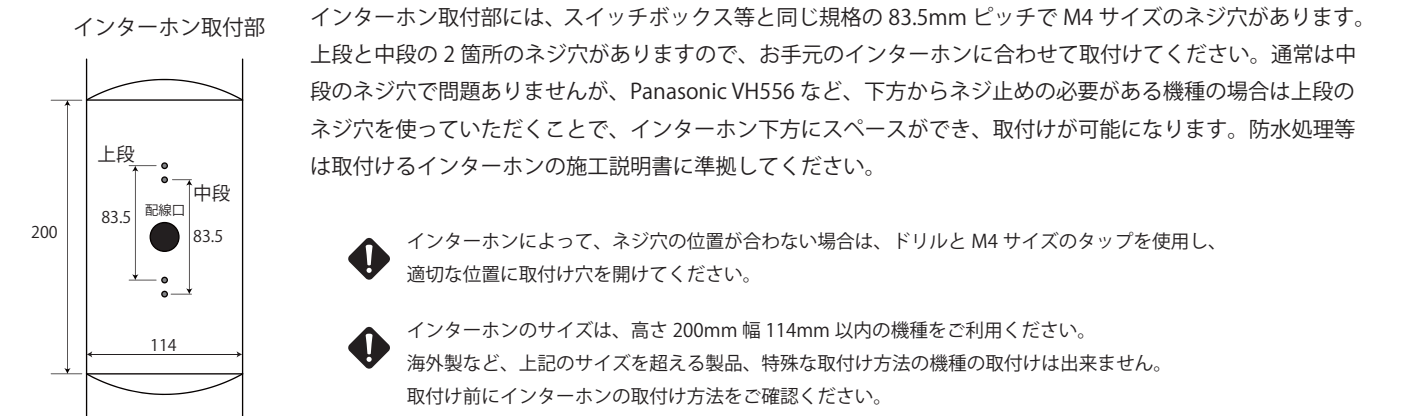 インターホン取付部
上段
中段
配線口
83.5
83.5
200
114
インターホン取付部には、スイッチボックス等と同じ規格の 83.5mm ピッチで M4 サイズのネジ穴があります。
上段と中段の 2 箇所のネジ穴がありますので、お手元のインターホンに合わせて取付けてください。通常は中
段のネジ穴で問題ありませんが、Panasonic VH556 など、下方からネジ止めの必要がある機種の場合は上段の
ネジ穴を使っていただくことで、インターホン下方にスペースができ、取付けが可能になります。防水処理等
は取付けるインターホンの施工説明書に準拠してください。
インターホンによって、ネジ穴の位置が合わない場合は、ドリルと M4 サイズのタップを使用し、
適切な位置に取付け穴を開けてください。
インターホンのサイズは、高さ 200mm 幅 114mm 以内の機種をご利用ください。
海外製など、上記のサイズを超える製品、特殊な取付け方法の機種の取付けは出来ません。
取付け前にインターホンの取付け方法をご確認ください。